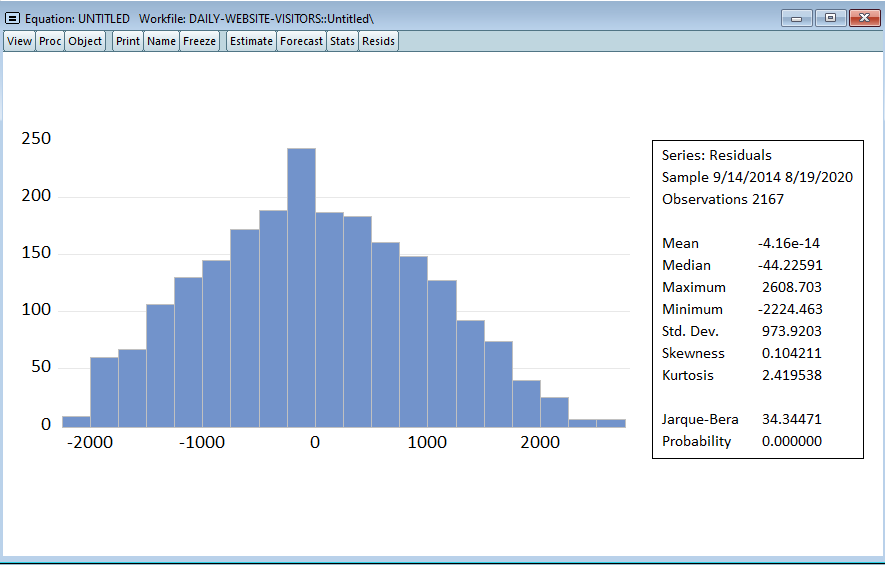 Equation: UNTITLED Workfile: DAILY-WEBSITE-VISITORS::Untitled\
View Proc Object Print Name Freeze Estimate Forecast Stats Resids
250
200
150
100
50
0
-2000 -1000 0 1000 2000
Series: Residuals
Sample 9/14/2014 8/19/2020
Observations 2167
Mean -4.16e-14
Median -44.22591
Maximum 2608.703
Minimum -2224.463
Std. Dev. 973.9203
Skewness 0.104211
Kurtosis 2.419538
Jarque-Bera 34.34471
Probability 0.000000